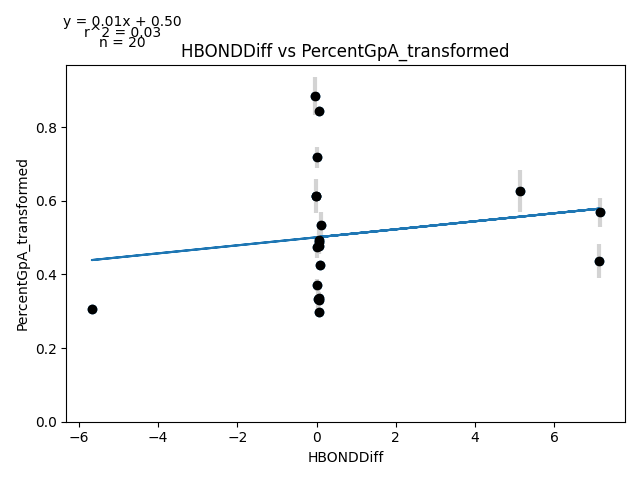 y = 0.01x + 0.50
r^2 = 0.03
n = 20
HBONDDiff vs PercentGpA_transformed
PercentGpA_transformed
0.8
0.6
0.4
0.2
0.0
−6
−4
−2
0
2
4
6
HBONDDiff